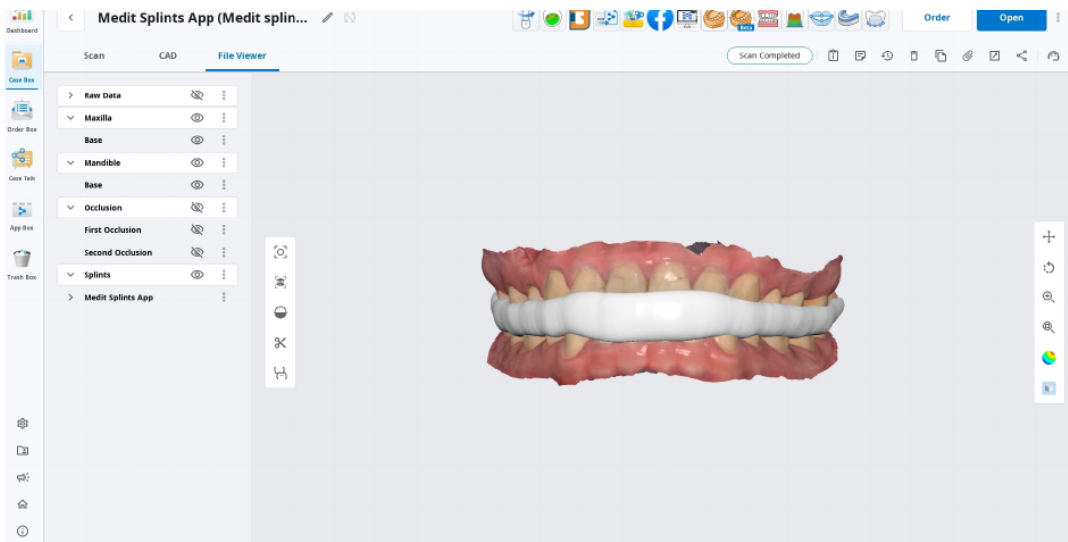 Dashboard
Medit Splints App (Medit splin...
Beta
Order
Open
Case Box
Scan
CAD
File Viewer
Scan Completed
Order Box
Raw Data
Maxilla
Base
Case Talk
Mandible
Base
App Box
Occlusion
First Occlusion
Second Occlusion
Trash Box
Splints
Medit Splints App